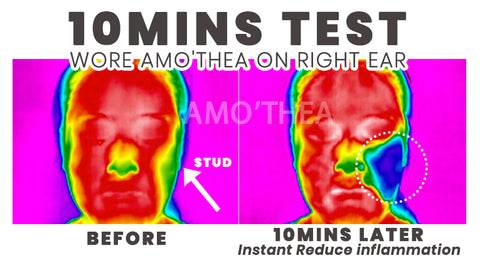 10MINS TEST
WORE AMO'THEA ON RIGHT EAR
AMO'THEA
STUD
BEFORE
10MINS LATER
Instant Reduce inflammation